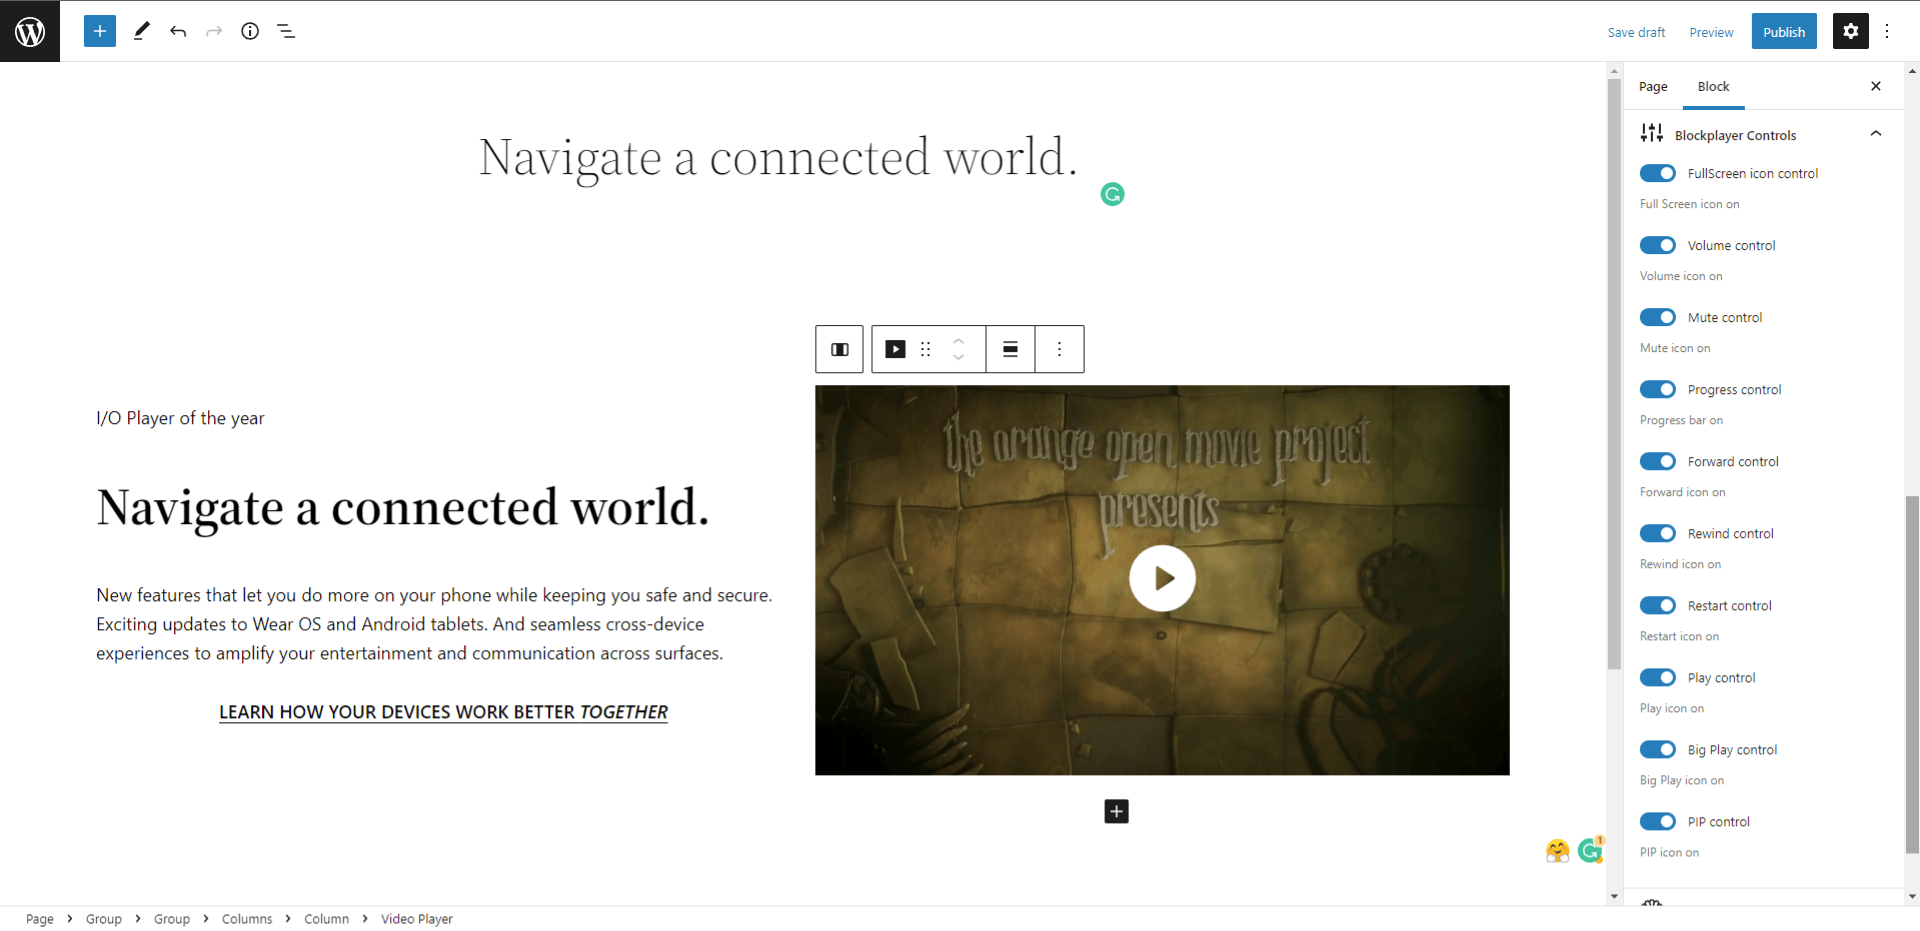 Save draft
Preview
Publish
Page
Block
Navigate a connected world.
Blockplayer Controls
FullScreen icon control
Full Screen icon on
Volume control
Volume icon on
Mute control
Mute icon on
Progress control
Progress bar on
Forward control
Forward icon on
Rewind control
Rewind icon on
Restart control
Restart icon on
Play control
Play icon on
Big Play control
Big Play icon on
PIP control
PIP icon on
I/O Player of the year
Navigate a connected world.
New features that let you do more on your phone while keeping you safe and secure.
Exciting updates to Wear OS and Android tablets. And seamless cross-device
experiences to amplify your entertainment and communication across surfaces.
LEARN HOW YOUR DEVICES WORK BETTER TOGETHER
the orange open movie project
presents
1
Page > Group > Group > Columns > Column > Video Player